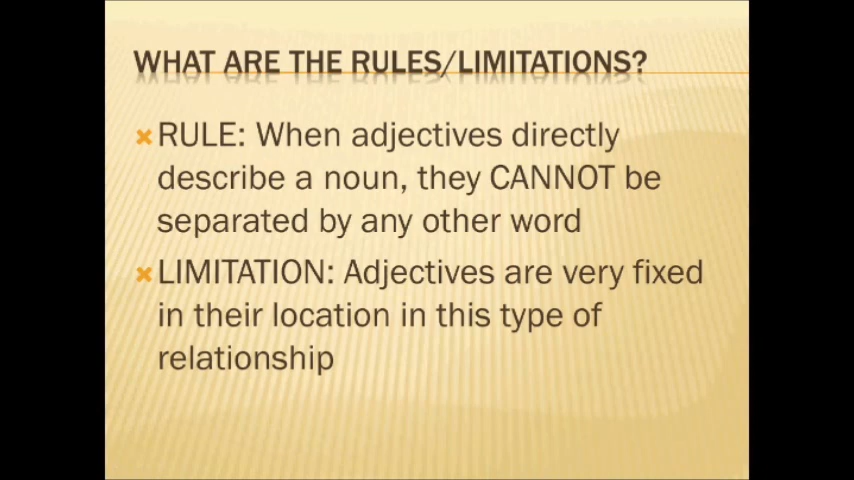 WHAT ARE THE RULES/LIMITATIONS?
RULE: When adjectives directly
describe a noun, they CANNOT be
separated by any other word
LIMITATION: Adjectives are very fixed
in their location in this type of
relationship